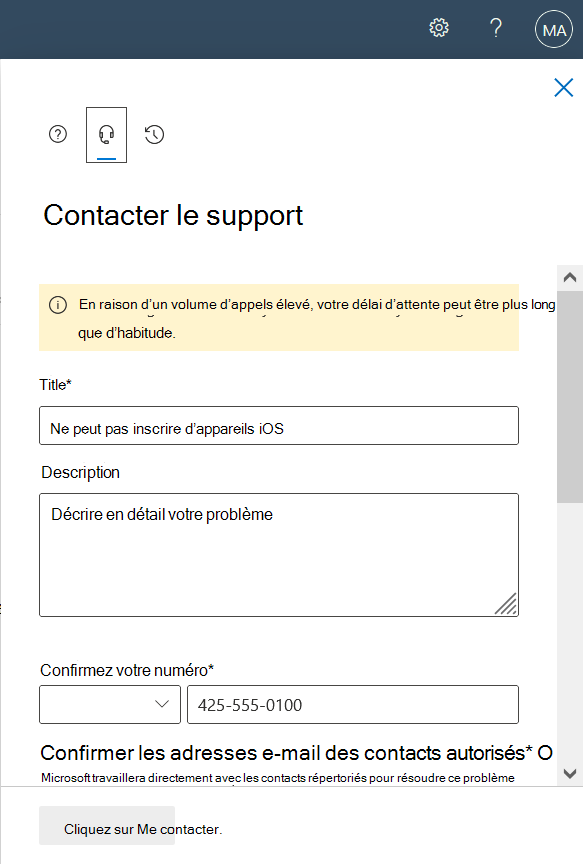 MA
Contacter le support
En raison d’un volume d’appels élevé, votre délai d’attente peut être plus long
que d’habitude.
Title*
Ne peut pas inscrire d’appareils iOS
Description
Décrire en détail votre problème
Confirmez votre numéro*
425-555-0100
Confirmer les adresses e-mail des contacts autorisés* O
Microsoft travaillera directement avec les contacts répertoriés pour résoudre ce problème
Cliquez sur Me contacter.